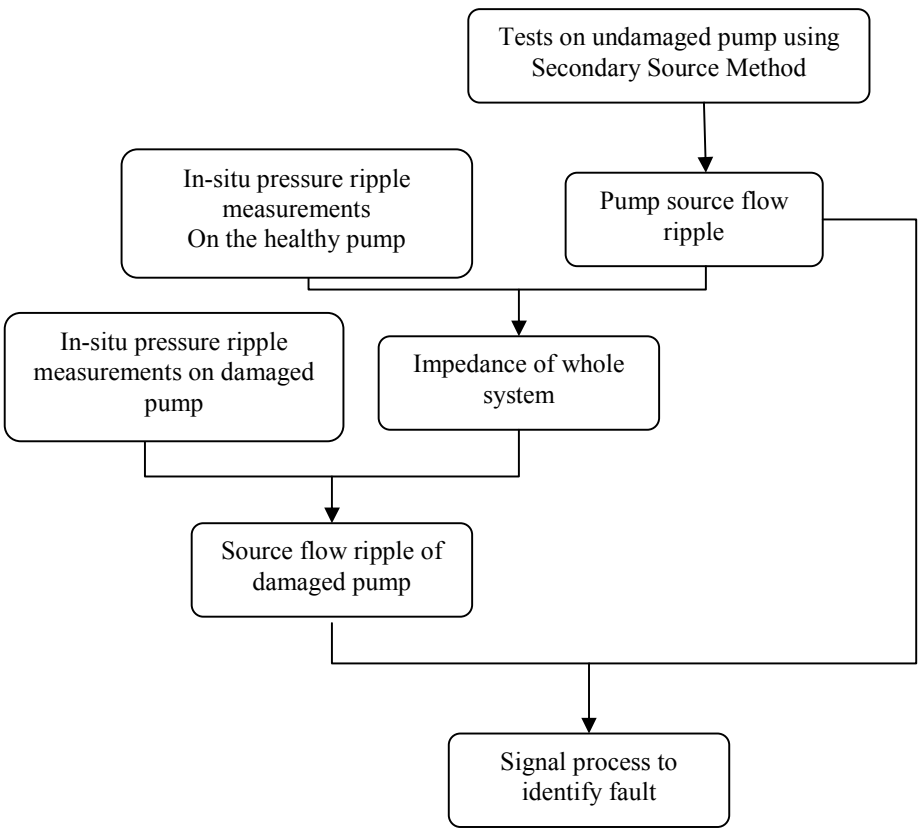 Tests on undamaged pump using
Secondary Source Method
In-situ pressure ripple
measurements
On the healthy pump
Pump source flow
ripple
In-situ pressure ripple
measurements on damaged
pump
Impedance of whole
system
Source flow ripple of
damaged pump
Signal process to
identify fault